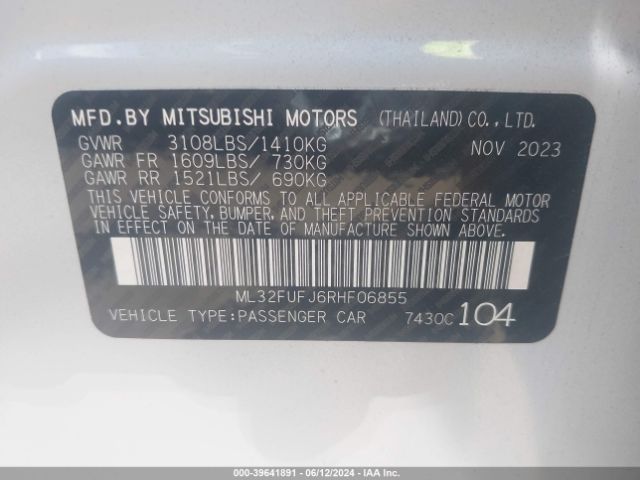 MFD.BY MITSUBISHI MOTORS (THAILAND)CO.,LTD.
GVWR 3108LBS/1410KG NOV 2023
GAWR FR 1609LBS/ 730KG
GAWR RR 1521LBS/ 690KG
THIS VEHICLE CONFORMS TO ALL APPLICABLE FEDERAL MOTOR
VEHICLE SAFETY, BUMPER, AND THEFT PREVENTION STANDARDS
IN EFFECT ON THE DATE OF MANUFACTURE SHOWN ABOVE.
ML32FUFJ6RHF06855
VEHICLE TYPE:PASSENGER CAR 7430C 104
000-39641891 - 06/12/2024 - IAA Inc.